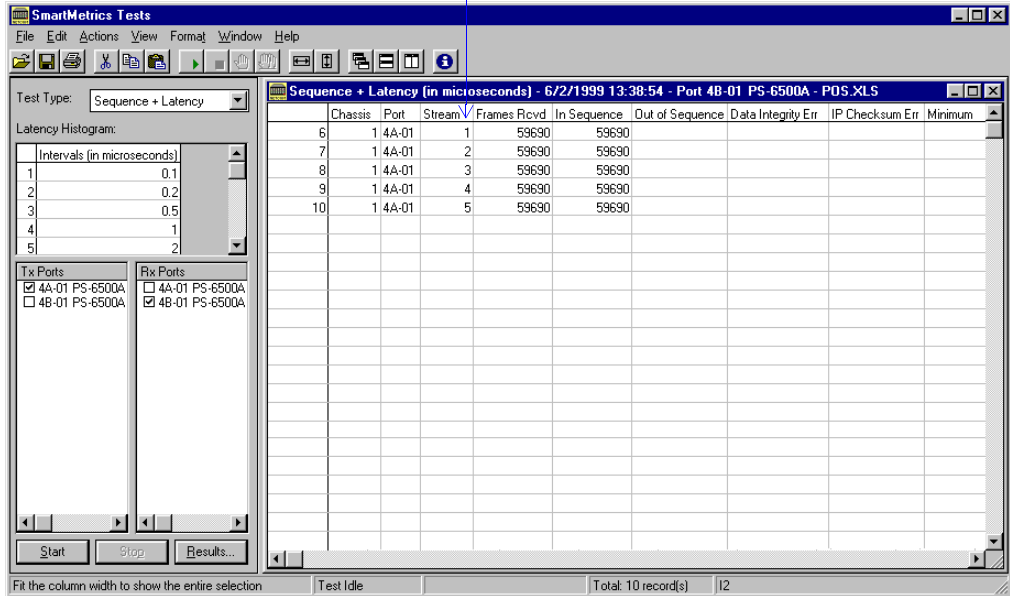 SmartMetrics Tests
File Edit Actions View Format Window Help
Test Type: Sequence + Latency
Latency Histogram:
Intervals (in microseconds)
1 0.1
2 0.2
3 0.5
4 1
5 2
Tx Ports
4A-01 PS-6500A
4B-01 PS-6500A
Rx Ports
4A-01 PS-6500A
4B-01 PS-6500A
Start Stop Results...
Sequence + Latency (in microseconds) - 6/2/1999 13:38:54 - Port 4B-01 PS-6500A - POS.XLS
Chassis Port Stream Frames Rcvd In Sequence Out of Sequence Data Integrity Err IP Checksum Err Minimum
6 1 4A-01 1 59690 59690
7 1 4A-01 2 59690 59690
8 1 4A-01 3 59690 59690
9 1 4A-01 4 59690 59690
10 1 4A-01 5 59690 59690
Fit the column width to show the entire selection Test Idle Total: 10 record(s) I2